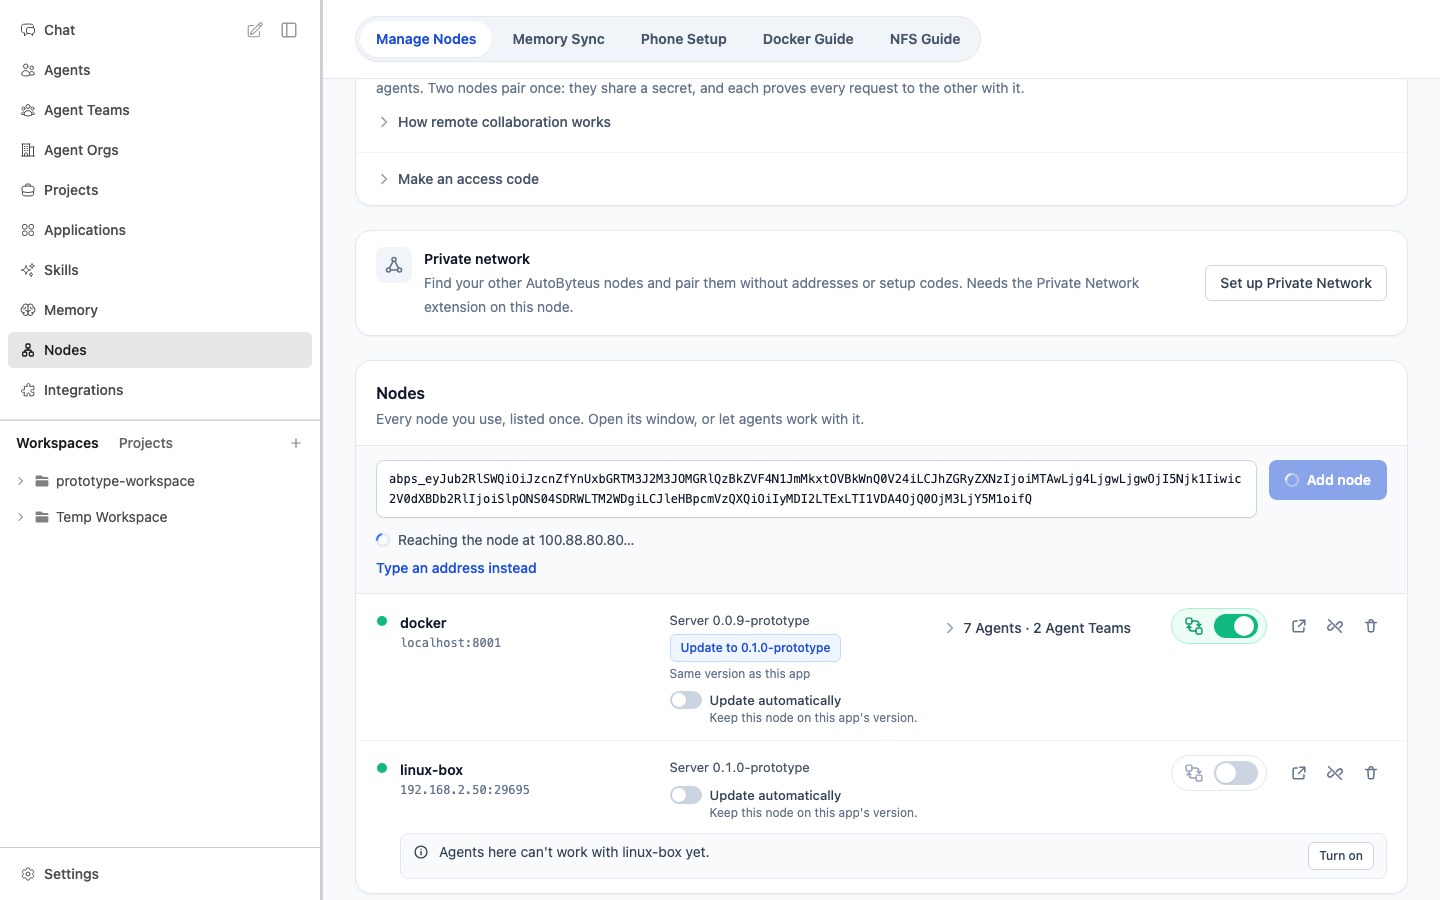 Chat
Agents
Agent Teams
Agent Orgs
Projects
Applications
Skills
Memory
Nodes
Integrations
Workspaces
Projects
prototype-workspace
Temp Workspace
Settings
Manage Nodes
Memory Sync
Phone Setup
Docker Guide
NFS Guide
agents. Two nodes pair once: they share a secret, and each proves every request to the other with it.
How remote collaboration works
Make an access code
Private network
Find your other AutoByteus nodes and pair them without addresses or setup codes. Needs the Private Network
extension on this node.
Set up Private Network
Nodes
Every node you use, listed once. Open its window, or let agents work with it.
abps_eyJub2RlSWQiOiJzcnZfYnUxbGRTM3J2M3JOMGRlQzBkZVF4N1JmMkxtOVBkWnQ0V24iLCJhZGRyZXNzIjoiMTAwLjg4LjgwLjgwOjI5Njk1Iiwic
2V0dXBDb2RlIjoiSlpONS04SDRWLTM2WDgiLCJleHBpcmVzQXQiOiIyMDI2LTExLTI1VDA4OjQ0OjM3LjY5M1oifQ
Add node
Reaching the node at 100.88.80.80…
Type an address instead
docker
localhost:8001
Server 0.0.9-prototype
Update to 0.1.0-prototype
Same version as this app
Update automatically
Keep this node on this app's version.
7 Agents · 2 Agent Teams
linux-box
192.168.2.50:29695
Server 0.1.0-prototype
Update automatically
Keep this node on this app's version.
Agents here can't work with linux-box yet.
Turn on